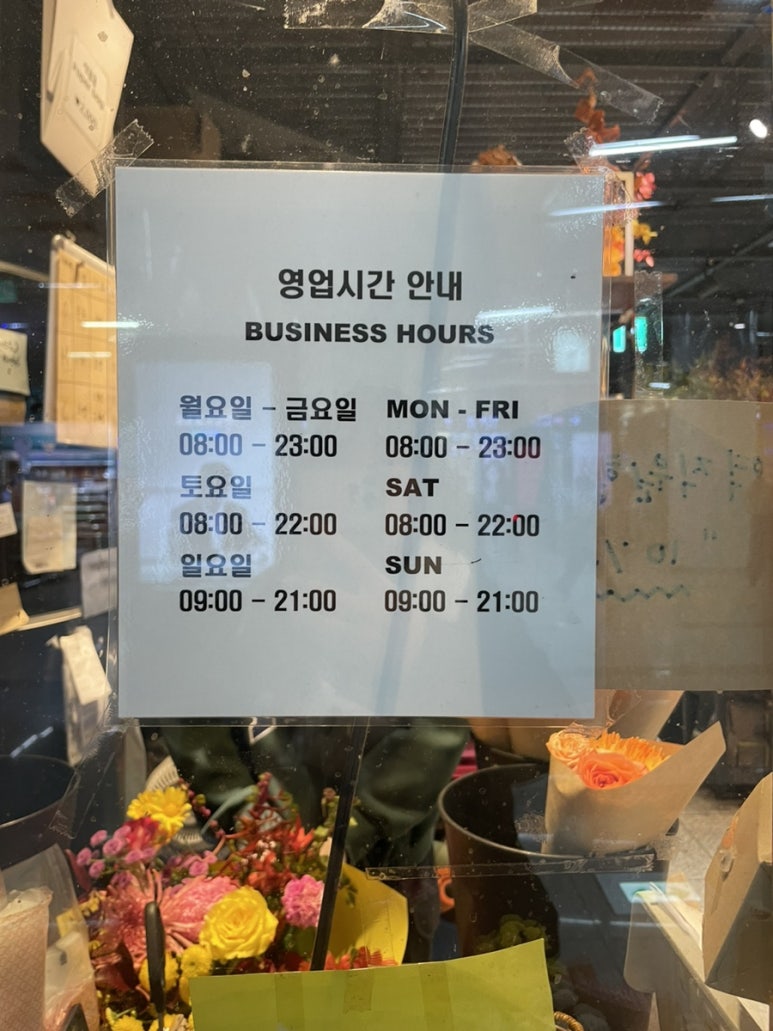 영업시간 안내
BUSINESS HOURS
월요일 - 금요일 MON - FRI
08:00 - 23:00 08:00 - 23:00
토요일 SAT
08:00 - 22:00 08:00 - 22:00
일요일 SUN
09:00 - 21:00 09:00 - 21:00